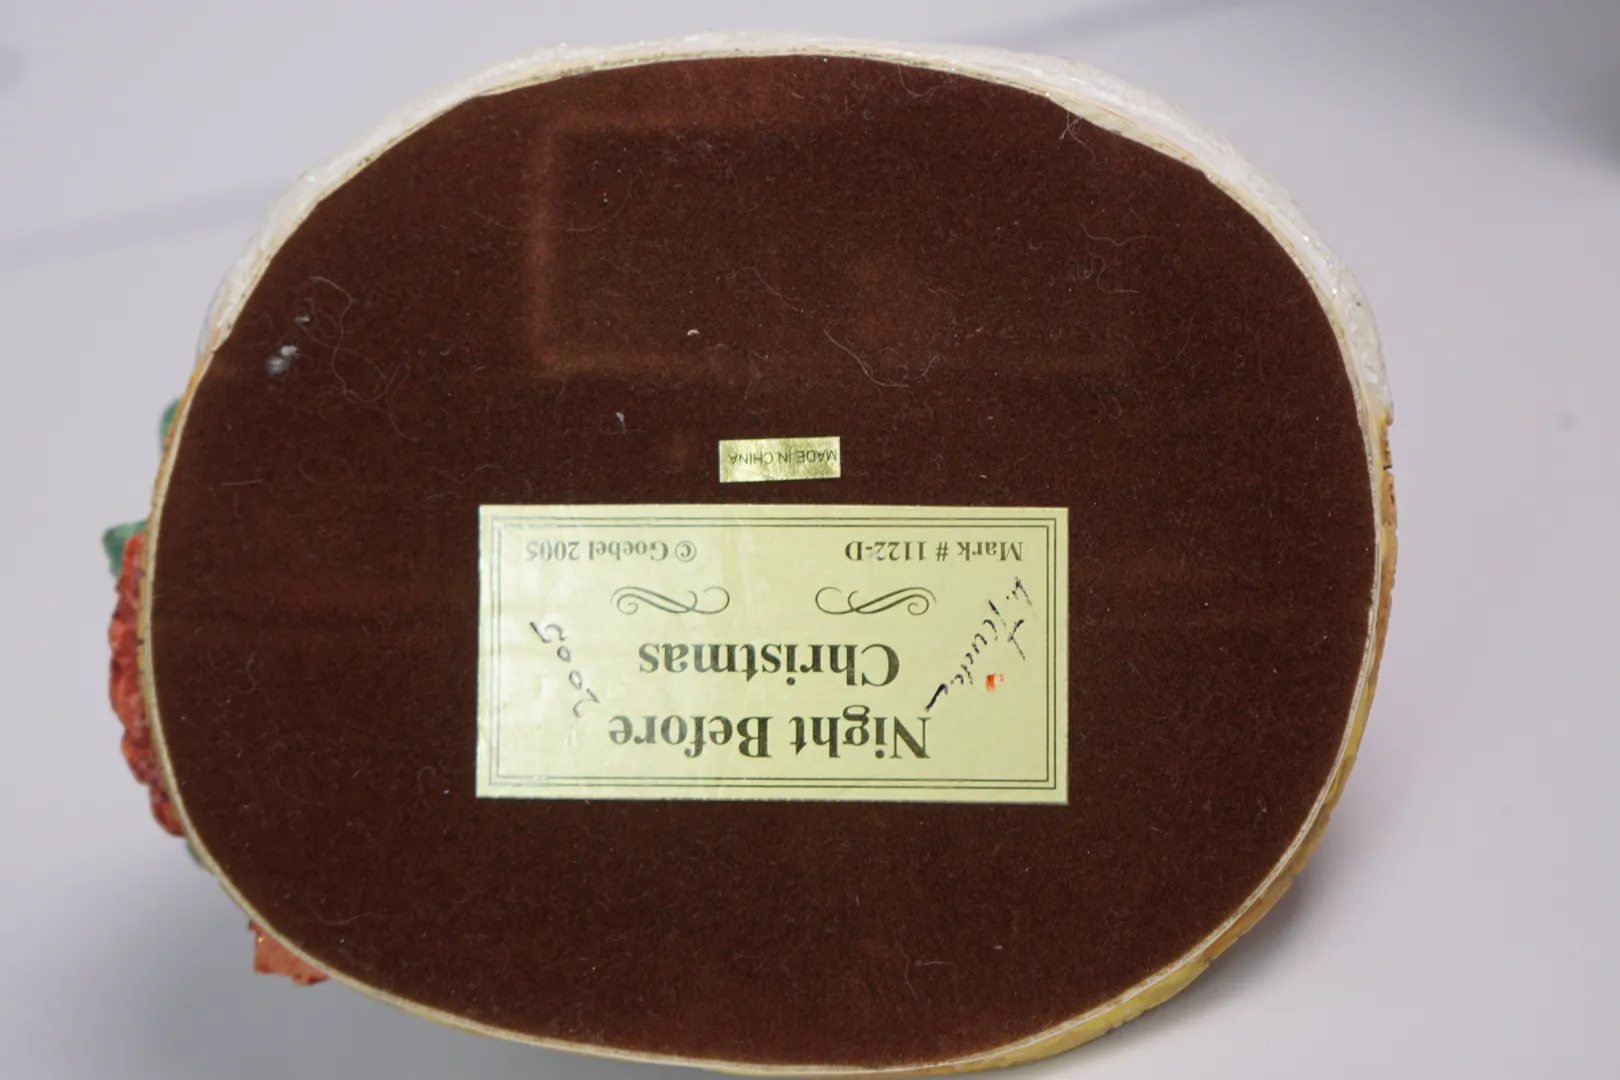 Night Before
Christmas
2005
Mark # 1122-D
© Goebel 2005
MADE IN CHINA